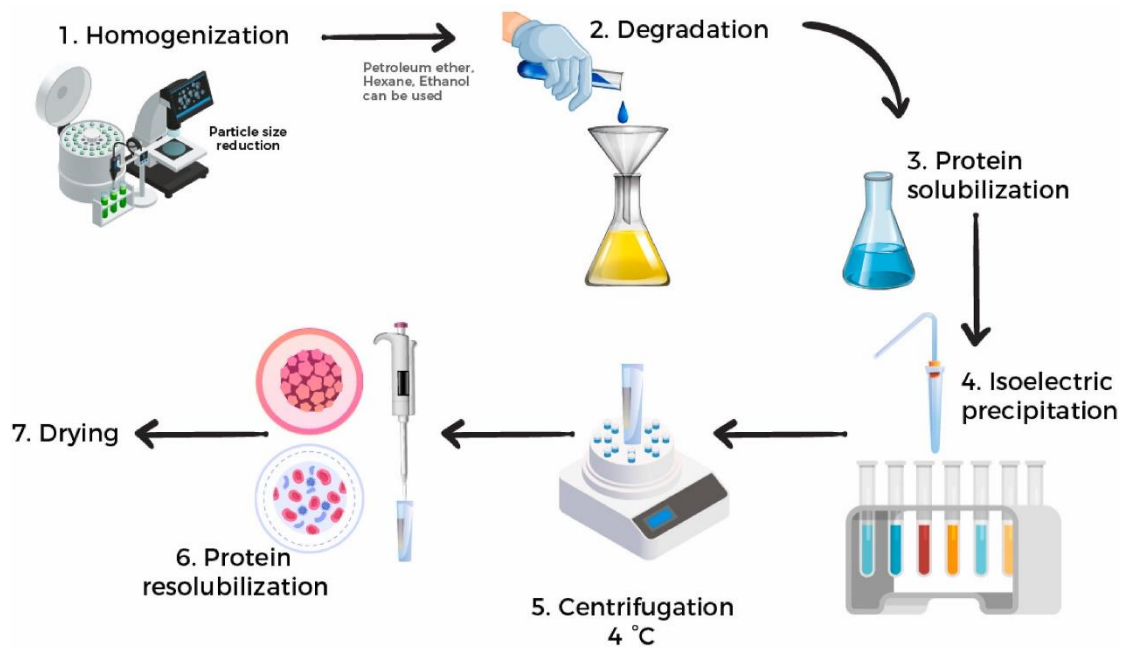 1. Homogenization
Particle size
reduction
Petroleum ether,
Hexane, Ethanol
can be used
2. Degradation
3. Protein
solubilization
4. Isoelectric
precipitation
5. Centrifugation
4 °C
6. Protein
resolubilization
7. Drying